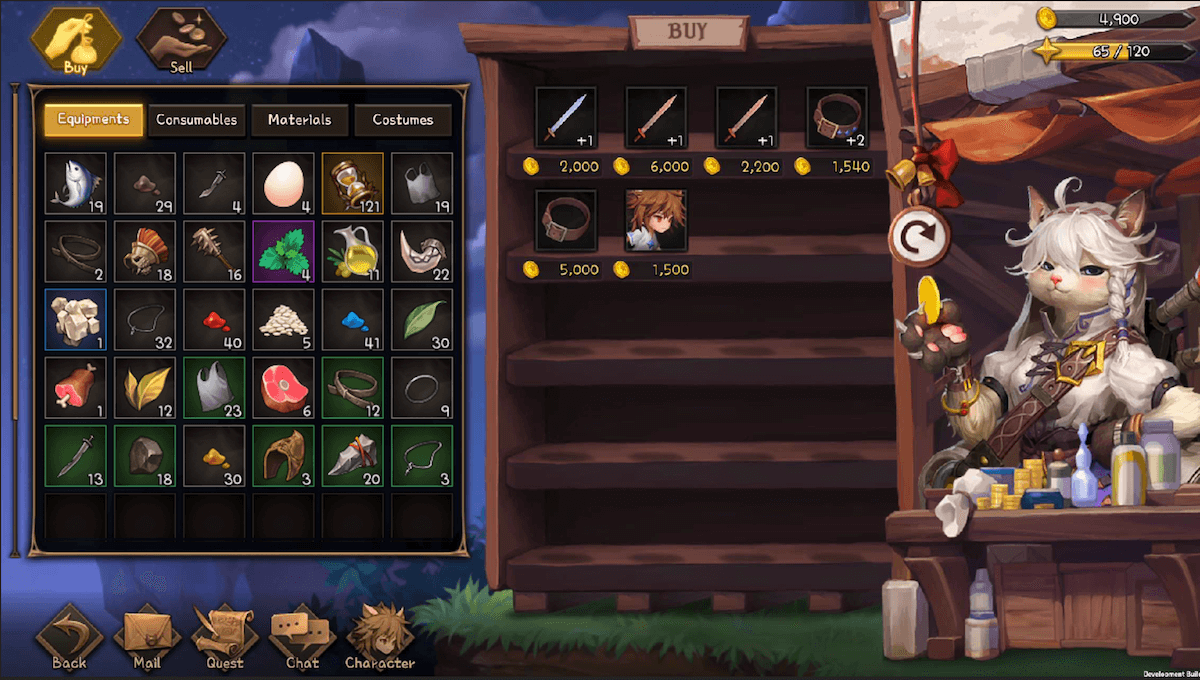 Buy
Sell
BUY
4,900
65 / 120
Equipments Consumables Materials Costumes
19 29 4 4 121 19
2 18 16 4 11 22
1 32 40 5 41 30
1 12 23 6 12 9
13 18 30 3 20 3
+1 +1 +1 +2
2,000 6,000 2,200 1,540
5,000 1,500
Back Mail Quest Chat Character
Development Buil